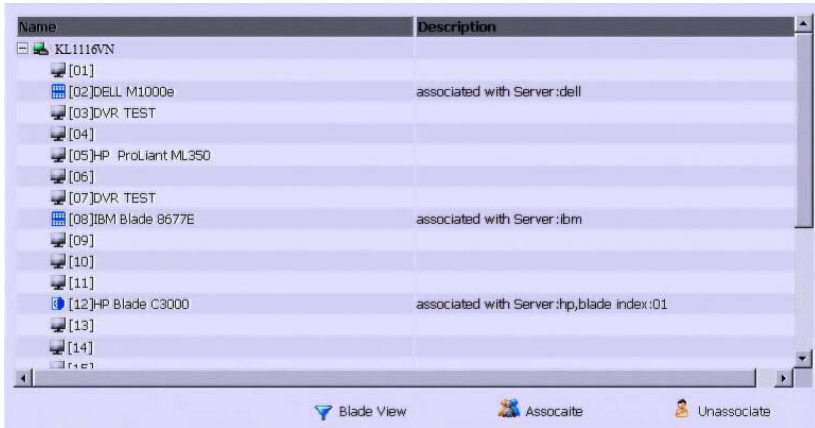 Name Description
KL1116VN
[01]
[02]DELL M1000e associated with Server:dell
[03]DVR TEST
[04]
[05]HP ProLiant ML350
[06]
[07]DVR TEST
[08]IBM Blade 8677E associated with Server:ibm
[09]
[10]
[11]
[12]HP Blade C3000 associated with Server:hp,blade index:01
[13]
[14]
Blade View Assocaite Unassociate